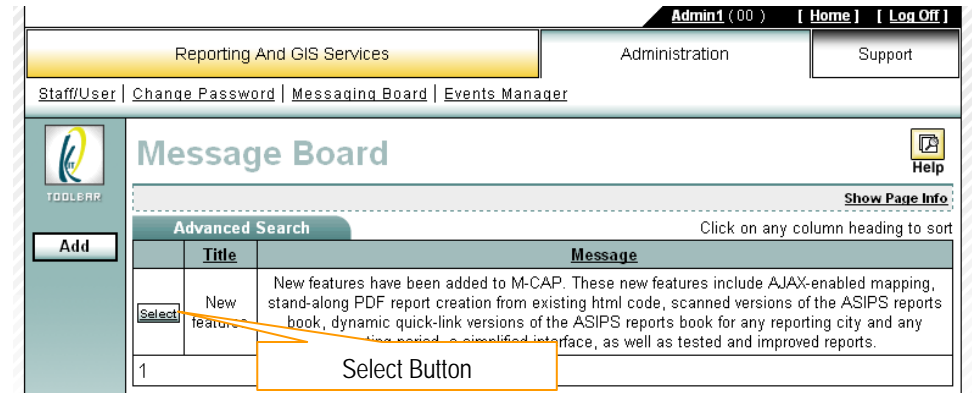 Admin1 ( 00 ) [ Home ] [ Log Off ]
Reporting And GIS Services Administration Support
Staff/User | Change Password | Messaging Board | Events Manager
IT
TOOLBAR
Message Board
Help
Show Page Info
Add
Advanced Search Click on any column heading to sort
Title Message
Select
New features
New features have been added to M-CAP. These new features include AJAX-enabled mapping,
stand-along PDF report creation from existing html code, scanned versions of the ASIPS reports
book, dynamic quick-link versions of the ASIPS reports book for any reporting city and any
period, a simplified interface, as well as tested and improved reports.
Select Button
1